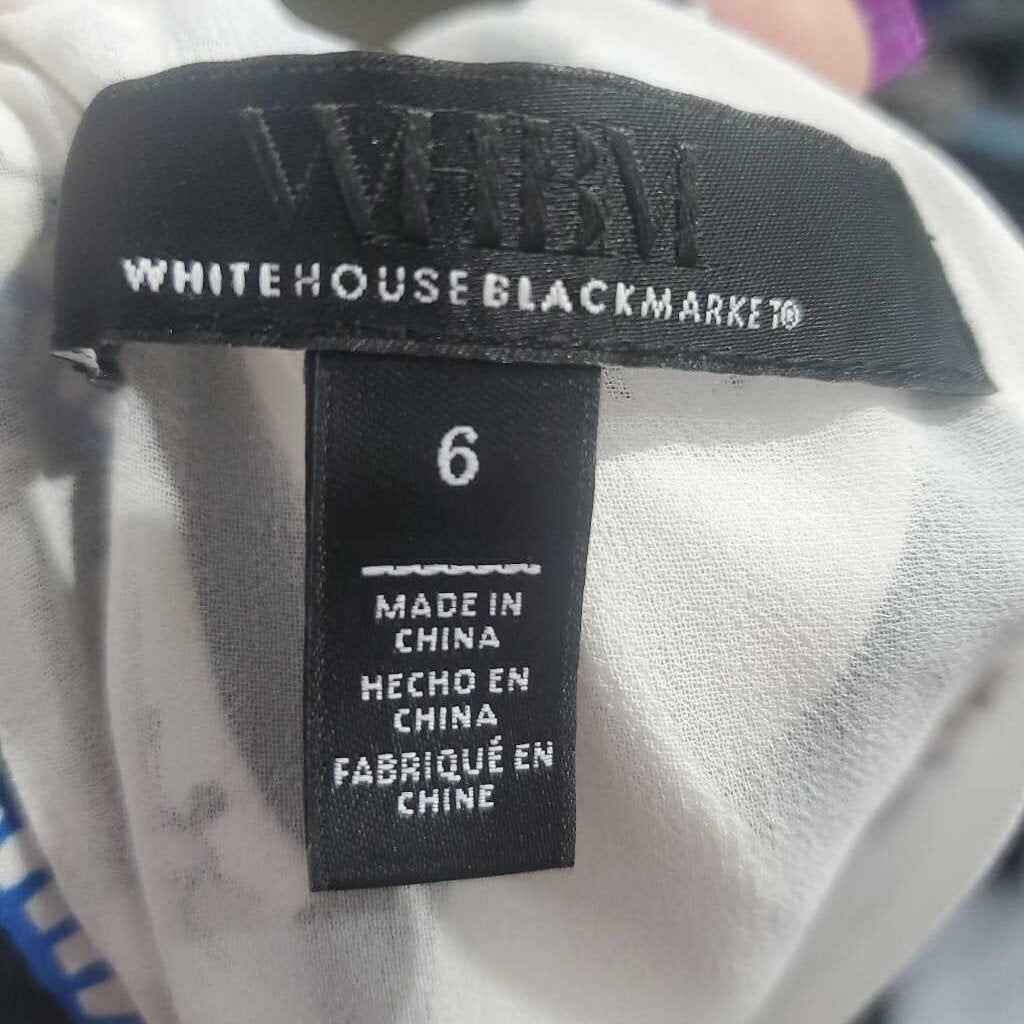 WHBM
WHITEHOUSEBLACKMARKET®
6
MADE IN
CHINA
HECHO EN
CHINA
FABRIQUÉ EN
CHINE